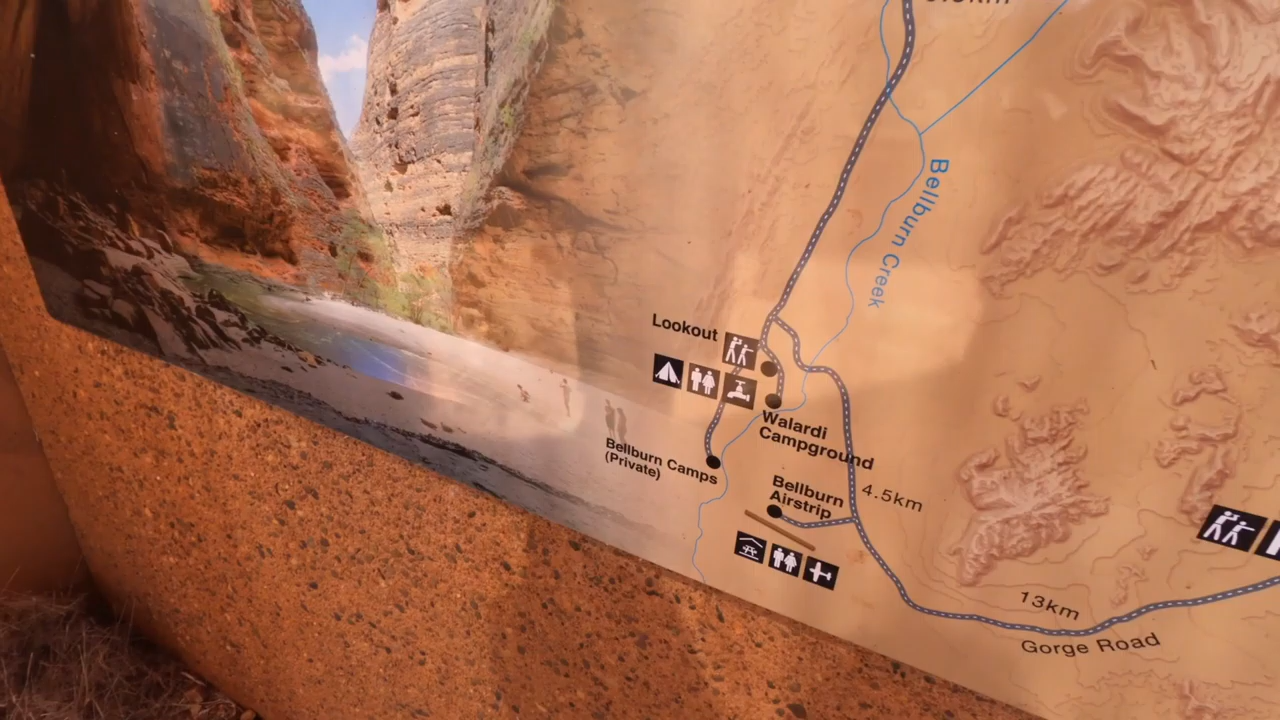 Bellburn Creek
Lookout
Walardi
Campground
Bellburn Camps
(Private)
Bellburn
Airstrip
4.5km
13km
Gorge Road